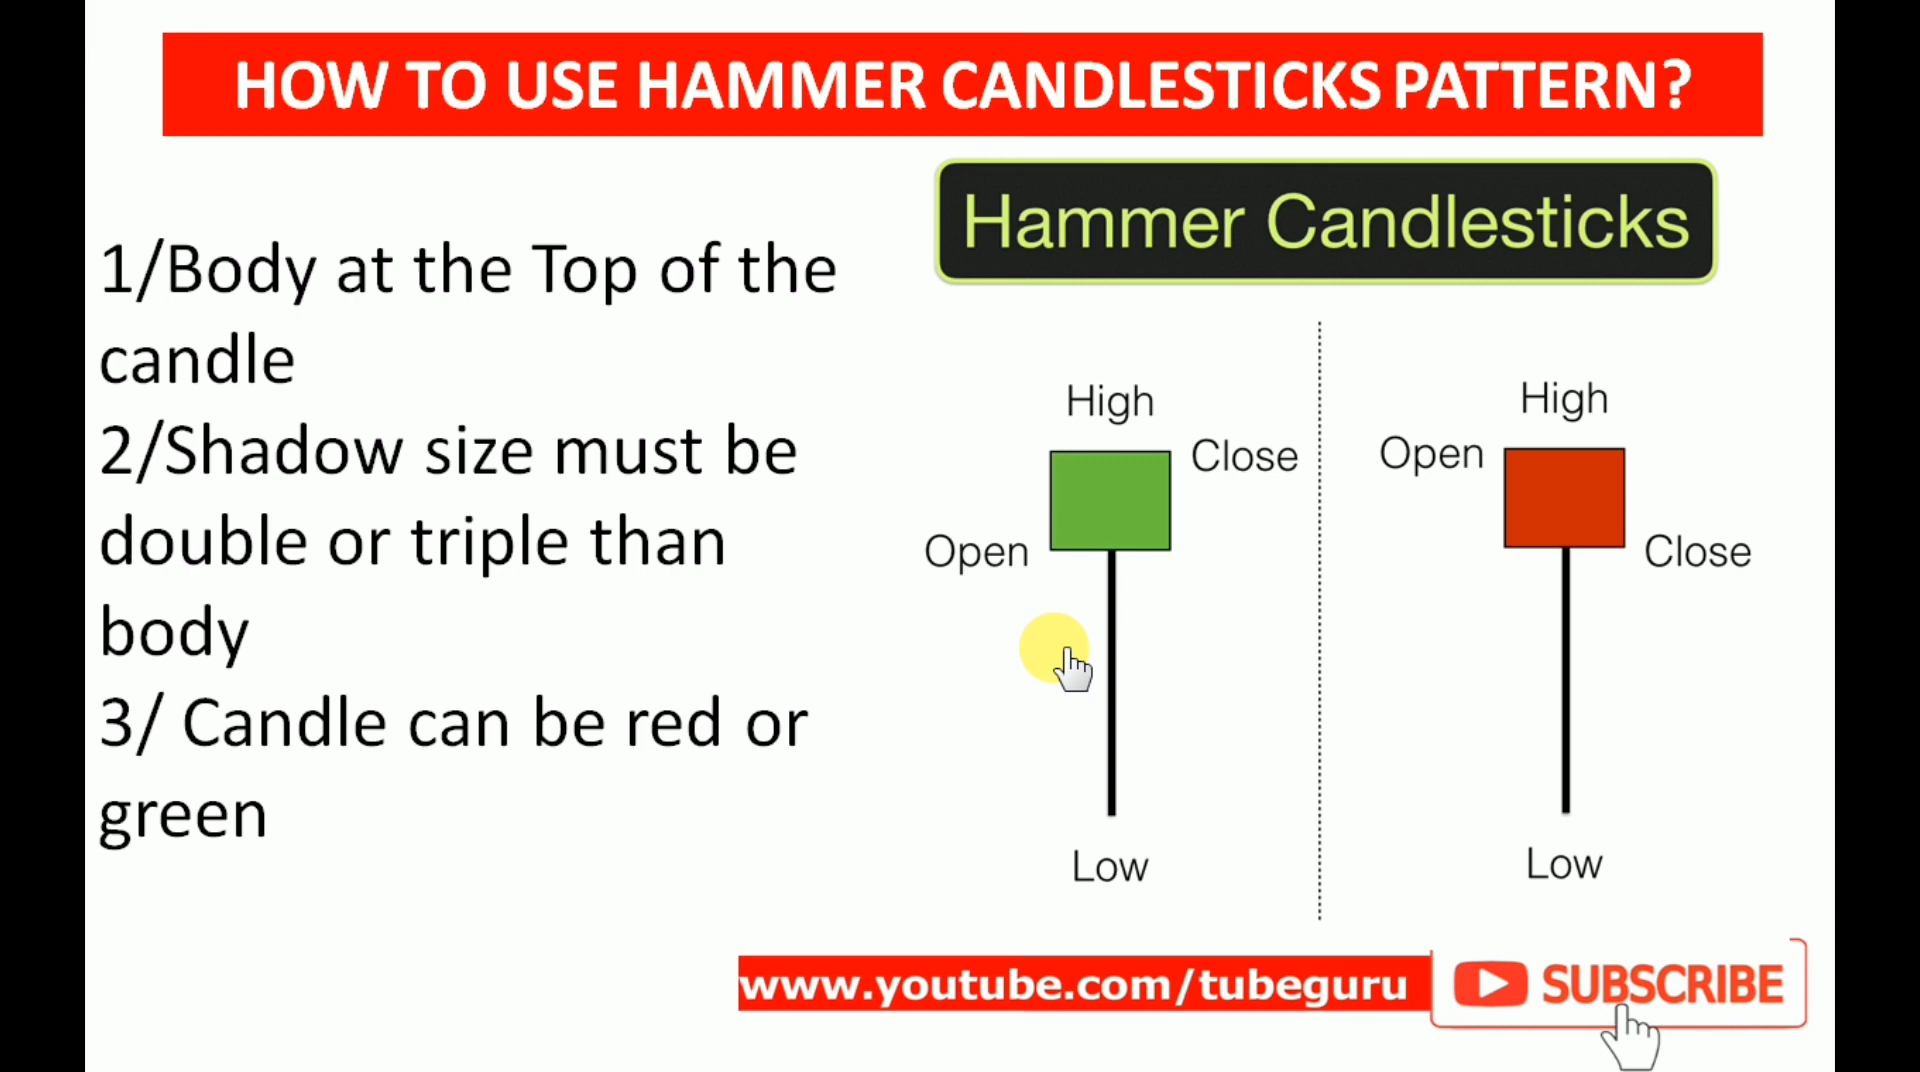 HOW TO USE HAMMER CANDLESTICKS PATTERN?
Hammer Candlesticks
1/Body at the Top of the
candle
2/Shadow size must be
double or triple than
body
3/ Candle can be red or
green
High
Close
Open
Low
High
Open
Close
Low
www.youtube.com/tubeguru
SUBSCRIBE